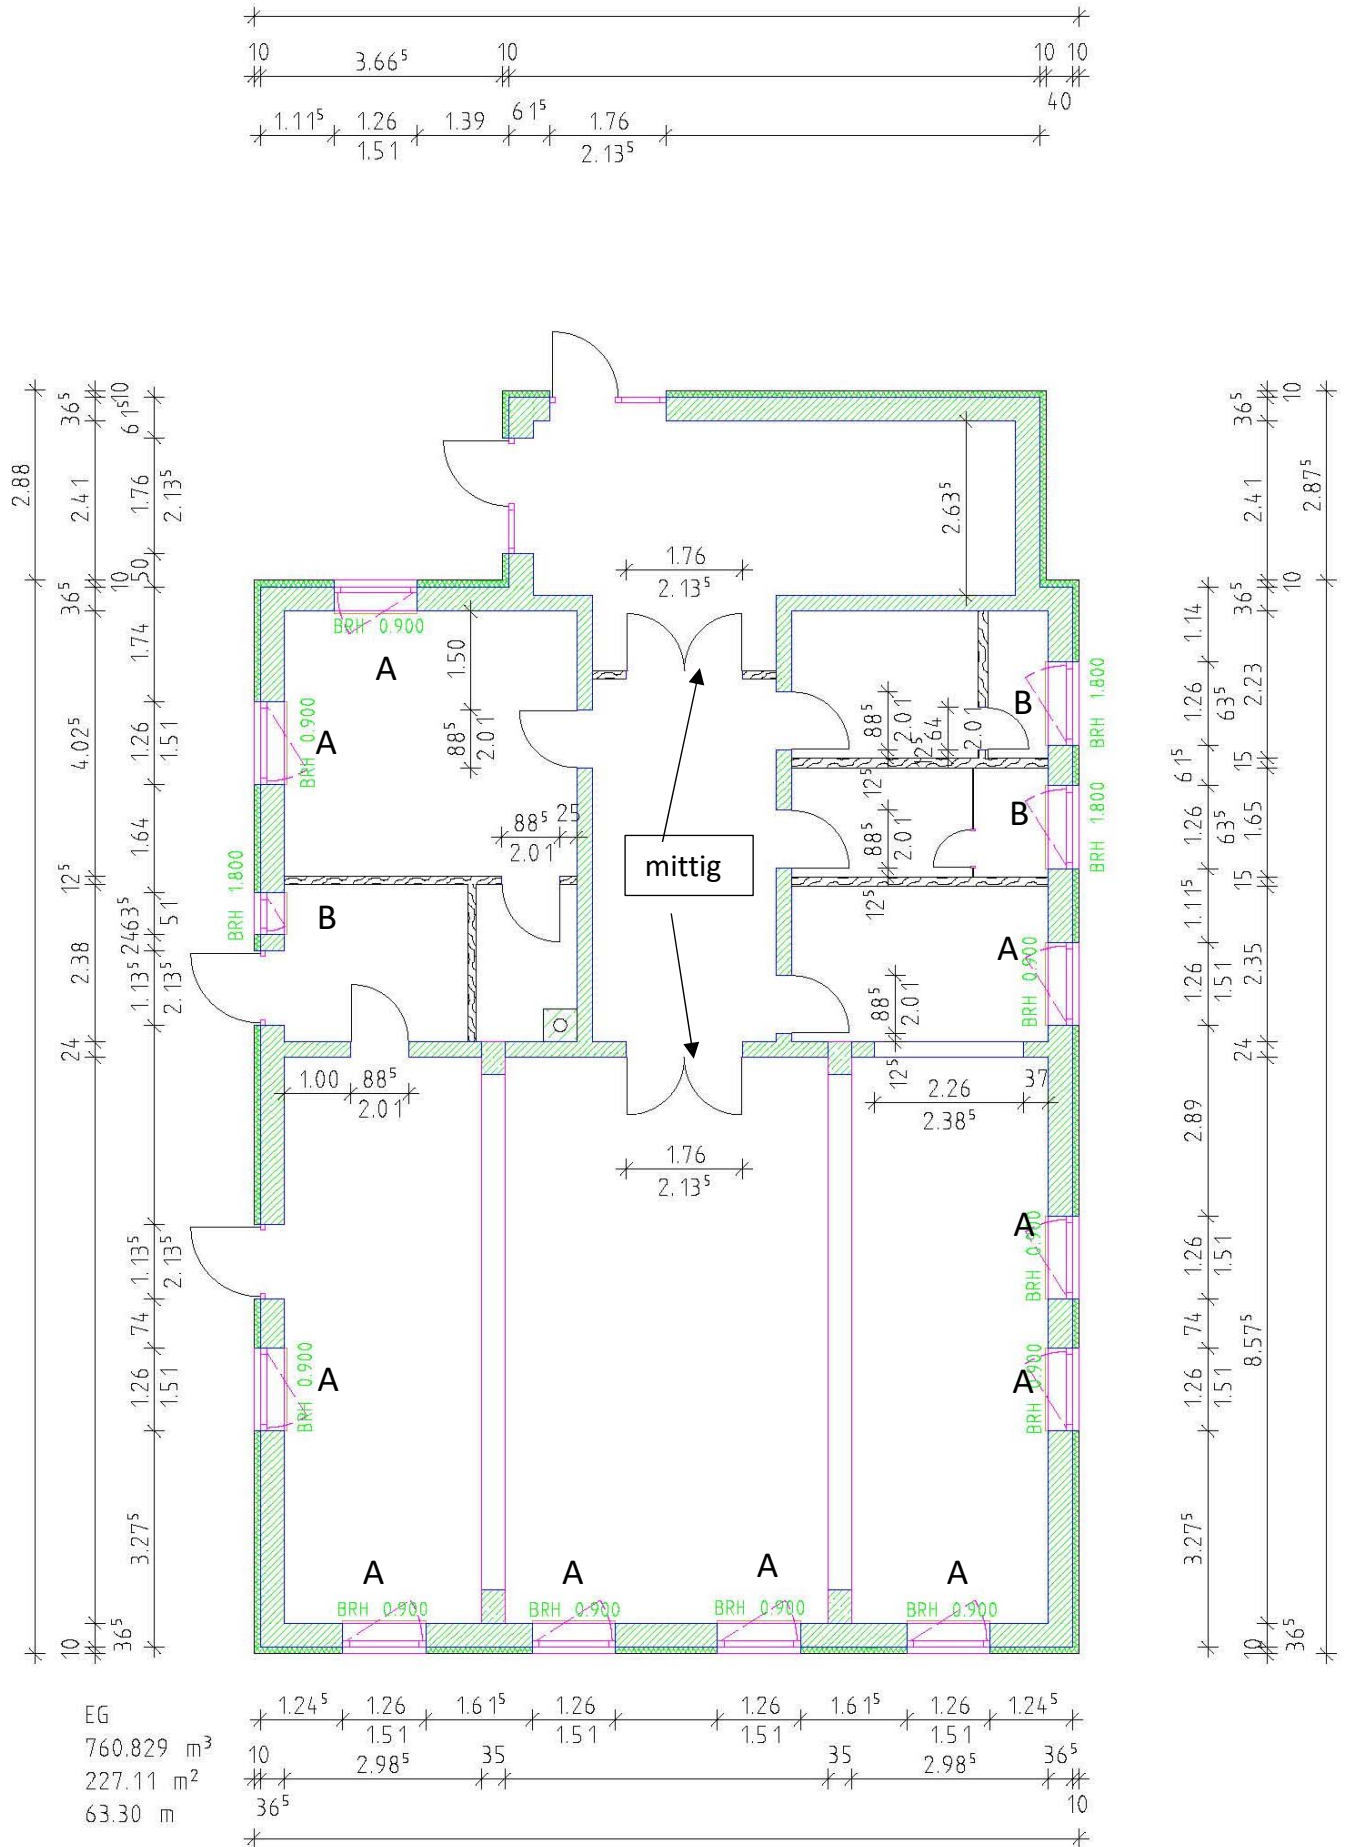 10 10 10 10
3.66⁵
40
1.11⁵ 1.26 1.39 61⁵ 1.76
1.51 2.13⁵
2.88
36⁵ 2.41 36⁵ 4.02⁵ 12⁵ 2.38 24
10 10
61⁵ 1.76 50 1.74 1.26 1.64 2463⁵ 51 1.13⁵
2.13⁵ 1.51 2.13⁵
1.13⁵ 74 1.26 3.27⁵
2.13⁵ 1.51
10 36⁵
2.63⁵
1.76
2.13⁵
BRH 0.900
A
1.50
BRH 0.900
A
88⁵
2.01
88⁵ 25
2.01
BRH 1.800
B
mittig
88⁵
2.01
12⁵
64
2.01
B
BRH 1.800
12⁵
88⁵
2.01
B
BRH 1.800
12⁵
A
BRH 0.900
88⁵
2.01
1.00 88⁵
2.01
12⁵
2.26 37
2.38⁵
1.76
2.13⁵
A
BRH 0.900
A
BRH 0.900
A
BRH 0.900
A A A A
BRH 0.900 BRH 0.900 BRH 0.900 BRH 0.900
1.14 1.26 61⁵ 1.26 1.11⁵ 1.26 2.89 1.26 74 1.26 3.27⁵
63⁵ 63⁵ 1.51 1.51 1.51
36⁵ 2.41 36⁵ 2.23 15 1.65 15 2.35 24 8.57⁵ 10 36⁵
10 2.87⁵ 10
1.24⁵ 1.26 1.61⁵ 1.26 1.26 1.61⁵ 1.26 1.24⁵
1.51 1.51 1.51 1.51
10 2.98⁵ 35 35 2.98⁵ 36⁵
36⁵ 10
EG
760.829 m³
227.11 m²
63.30 m